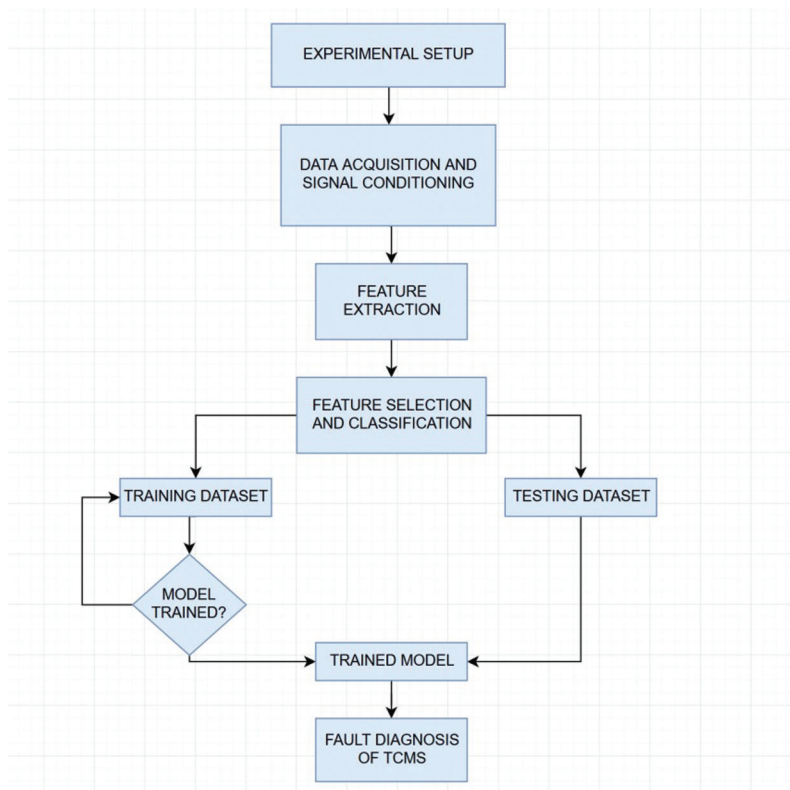 EXPERIMENTAL SETUP
DATA ACQUISITION AND
SIGNAL CONDITIONING
FEATURE
EXTRACTION
FEATURE SELECTION
AND CLASSIFICATION
TRAINING DATASET
TESTING DATASET
MODEL
TRAINED?
TRAINED MODEL
FAULT DIAGNOSIS
OF TCMS